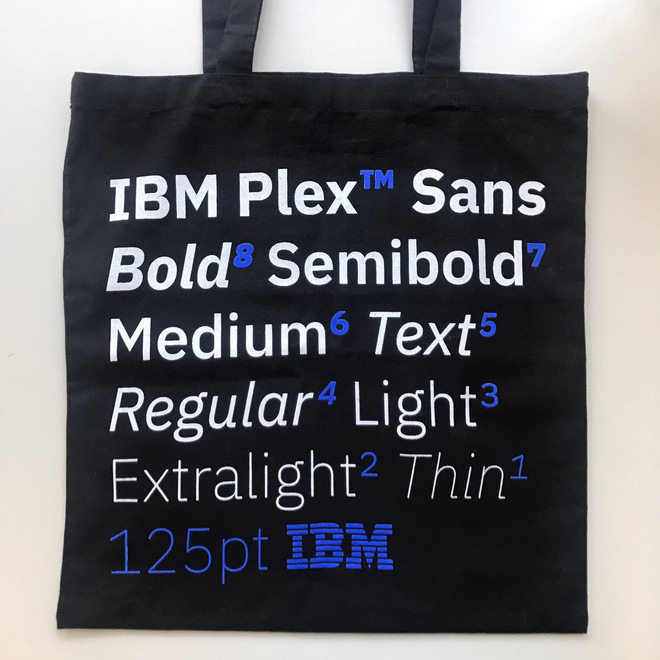 IBM Plex™ Sans
Bold⁸ Semibold⁷
Medium⁶ Text⁵
Regular⁴ Light³
Extralight² Thin¹
125pt IBM